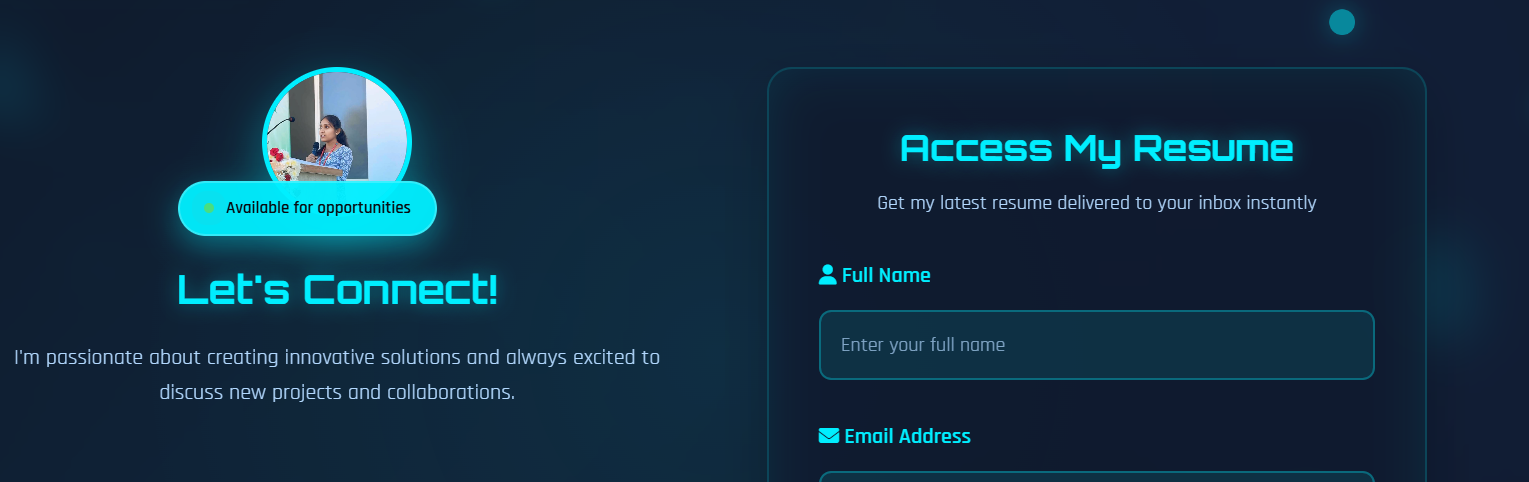 Available for opportunities
Let's Connect!
I'm passionate about creating innovative solutions and always excited to
discuss new projects and collaborations.
Access My Resume
Get my latest resume delivered to your inbox instantly
Full Name
Enter your full name
Email Address